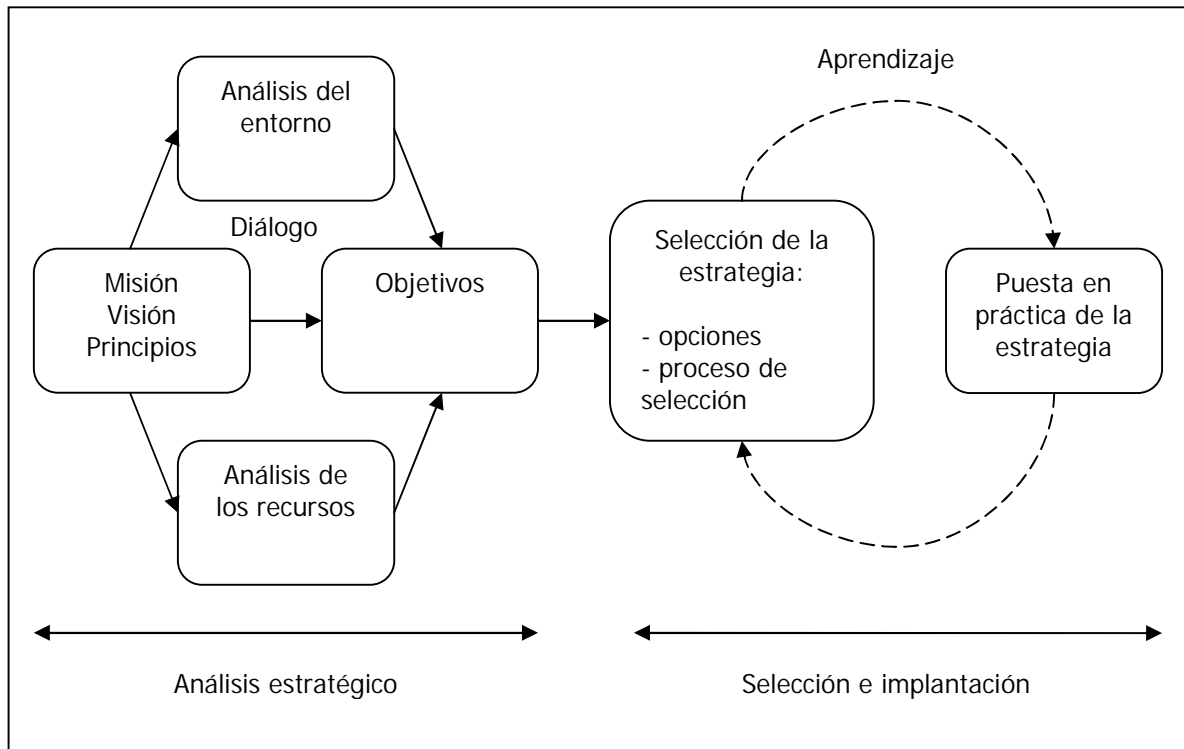 Aprendizaje
Análisis del
entorno
Diálogo
Misión
Visión
Principios
Objetivos
Selección de la
estrategia:
- opciones
- proceso de
selección
Puesta en
práctica de la
estrategia
Análisis de
los recursos
Análisis estratégico
Selección e implantación